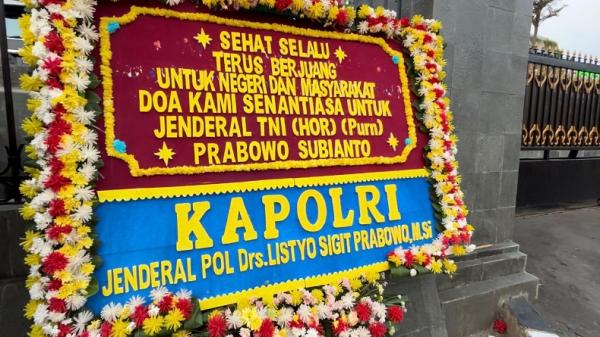 SEHAT SELALU
TERUS BERJUANG
UNTUK NEGERI DAN MASYARAKAT
DOA KAMI SENANTIASA UNTUK
JENDERAL TNI (HOR) (Purn)
PRABOWO SUBIANTO
KAPOLRI
JENDERAL POL Drs. LISTYO SIGIT PRABOWO, M.Si